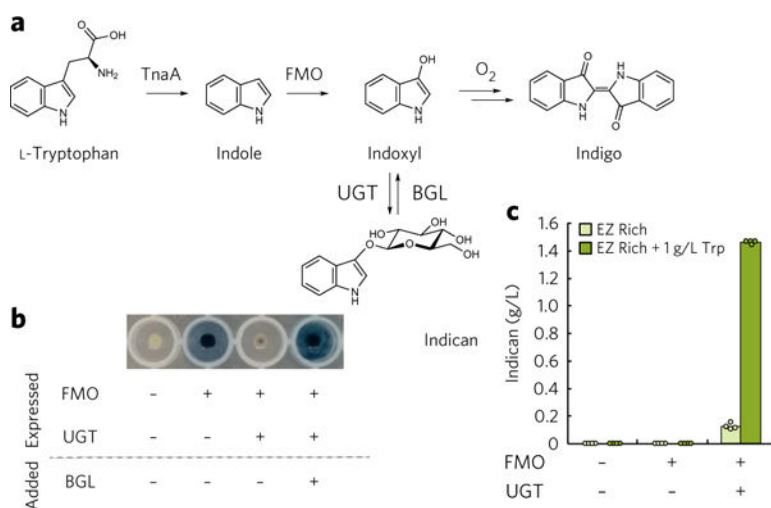 a
TnaA
FMO
O2
OH
O
OH
NH2
N
H
N
H
OH
N
H
O
H
N
N
H
O
L-Tryptophan
Indole
Indoxyl
Indigo
UGT
BGL
OH
HO
O
O
OH
OH
N
H
Indican
b
Expressed
FMO
– + + +
UGT
– – + +
Added
BGL
– – – +
c
EZ Rich
EZ Rich + 1 g/L Trp
Indican (g/L)
1.6
1.4
1.2
1.0
0.8
0.6
0.4
0.2
0
FMO – + +
UGT – – +